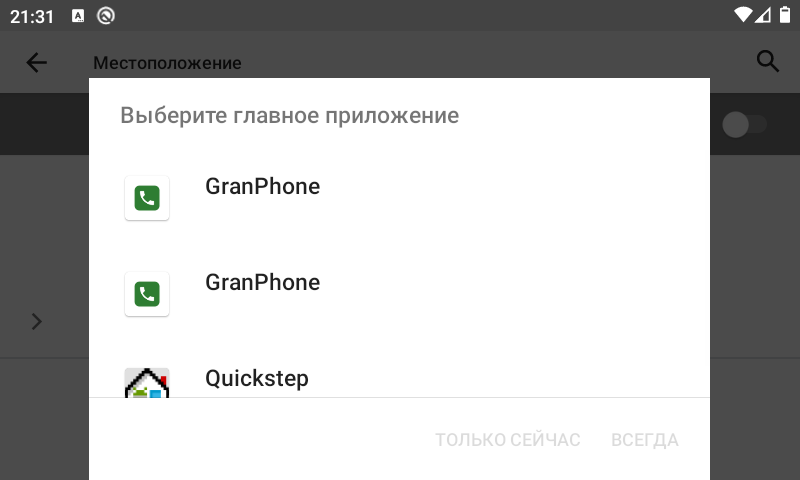 21:31
Местоположение
Выберите главное приложение
GranPhone
GranPhone
Quickstep
ТОЛЬКО СЕЙЧАС ВСЕГДА